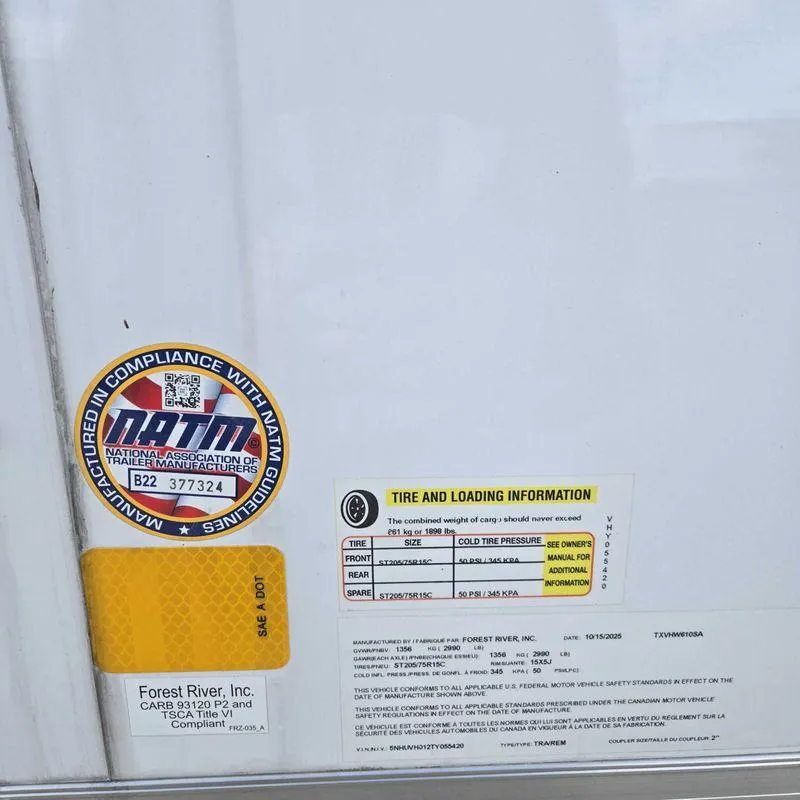 MANUFACTURED IN COMPLIANCE WITH NATM GUIDELINES
NATM©
NATIONAL ASSOCIATION OF
TRAILER MANUFACTURERS
B22 377324
SAE A DOT
Forest River, Inc.
CARB 93120 P2 and
TSCA Title VI
Compliant
FRZ-035_A
TIRE AND LOADING INFORMATION
The combined weight of cargo should never exceed
861 kg or 1898 lbs.
TIRE SIZE COLD TIRE PRESSURE SEE OWNER'S
FRONT ST205/75R15C 50 PSI / 345 KPA MANUAL FOR
REAR ADDITIONAL
SPARE ST205/75R15C 50 PSI / 345 KPA INFORMATION
VHY055420
MANUFACTURED BY / FABRIQUÉ PAR: FOREST RIVER, INC. DATE: 10/15/2025 TXVHW610SA
GVWR/PNBV: 1356 KG ( 2990 LB)
GAWR(EACH AXLE)/PNBE(CHAQUE ESSIEU): 1356 KG ( 2990 LB)
TIRES/PNEU: ST205/75R15C RIMS/JANTE: 15X5J
COLD INFL. PRESS./PRESS. DE GONFL. À FROID: 345 KPA ( 50 PSI/LPC)
THIS VEHICLE CONFORMS TO ALL APPLICABLE U.S. FEDERAL MOTOR VEHICLE SAFETY STANDARDS IN EFFECT ON THE
DATE OF MANUFACTURE SHOWN ABOVE.
THIS VEHICLE CONFORMS TO ALL APPLICABLE STANDARDS PRESCRIBED UNDER THE CANADIAN MOTOR VEHICLE
SAFETY REGULATIONS IN EFFECT ON THE DATE OF MANUFACTURE.
CE VÉHICULE EST CONFORME À TOUTES LES NORMES QUI LUI SONT APPLICABLES EN VERTU DU RÈGLEMENT SUR LA
SÉCURITÉ DES VÉHICULES AUTOMOBILES DU CANADA EN VIGUEUR À LA DATE DE SA FABRICATION.
V.I.N./N.I.V.: 5NHUVH012TY055420 TYPE/TYPE: TRA/REM COUPLER SIZE/TAILLE DU COUPLEUR: 2"